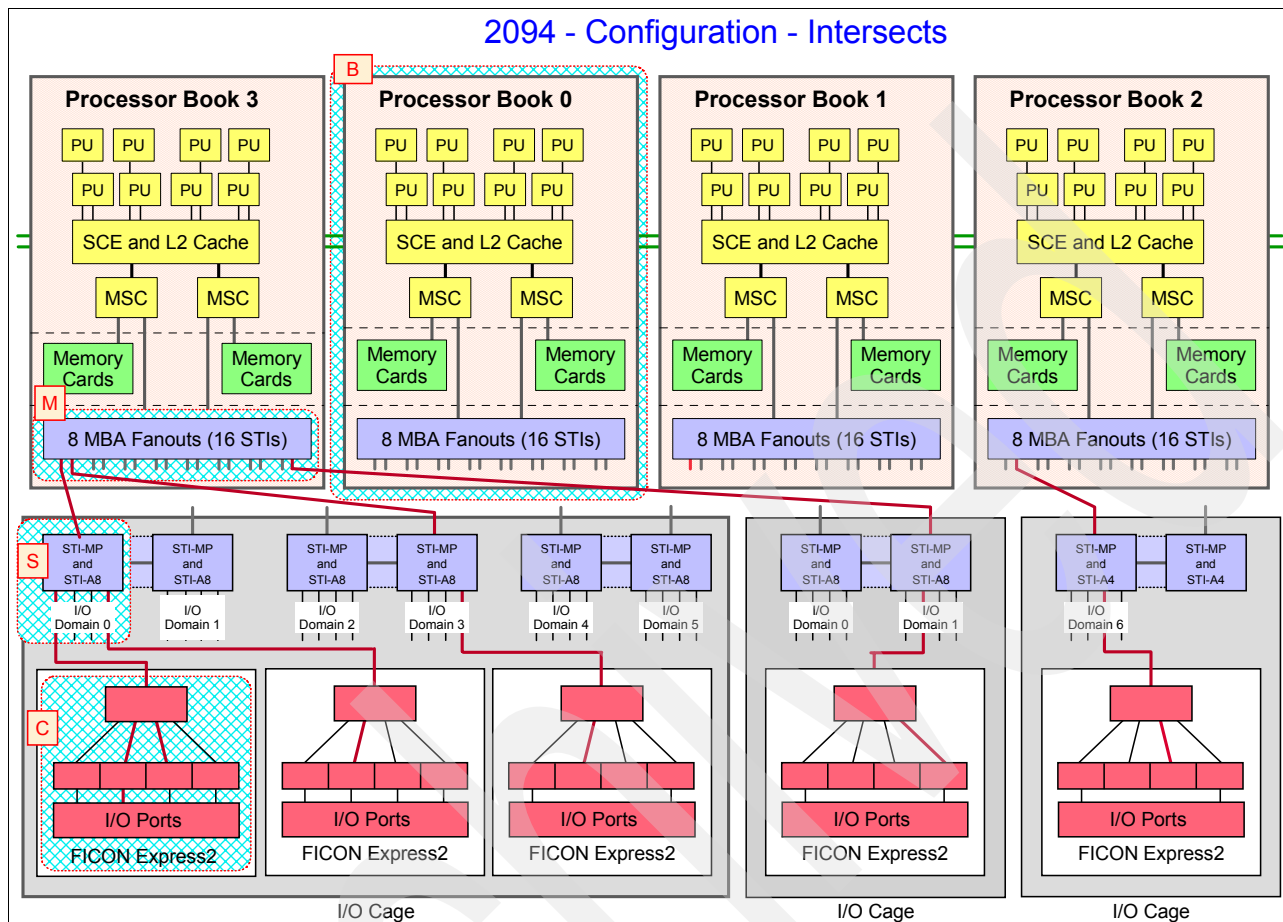 2094 - Configuration - Intersects
B
Processor Book 3
Processor Book 0
Processor Book 1
Processor Book 2
PU PU PU PU
PU PU PU PU
PU PU PU PU
PU PU PU PU
PU PU PU PU
PU PU PU PU
PU PU PU PU
PU PU PU PU
SCE and L2 Cache
SCE and L2 Cache
SCE and L2 Cache
SCE and L2 Cache
MSC MSC
MSC MSC
MSC MSC
MSC MSC
Memory
Cards
Memory
Cards
Memory
Cards
Memory
Cards
Memory
Cards
Memory
Cards
Memory
Cards
Memory
Cards
M
8 MBA Fanouts (16 STIs)
8 MBA Fanouts (16 STIs)
8 MBA Fanouts (16 STIs)
8 MBA Fanouts (16 STIs)
S
STI-MP
and
STI-A8
STI-MP
and
STI-A8
STI-MP
and
STI-A8
STI-MP
and
STI-A8
STI-MP
and
STI-A8
STI-MP
and
STI-A8
STI-MP
and
STI-A8
STI-MP
and
STI-A8
STI-MP
and
STI-A4
STI-MP
and
STI-A4
I/O
Domain 0
I/O
Domain 1
I/O
Domain 2
I/O
Domain 3
I/O
Domain 4
I/O
Domain 5
I/O
Domain 0
I/O
Domain 1
I/O
Domain 6
C
I/O Ports
I/O Ports
I/O Ports
I/O Ports
I/O Ports
FICON Express2
FICON Express2
FICON Express2
FICON Express2
FICON Express2
I/O Cage
I/O Cage
I/O Cage